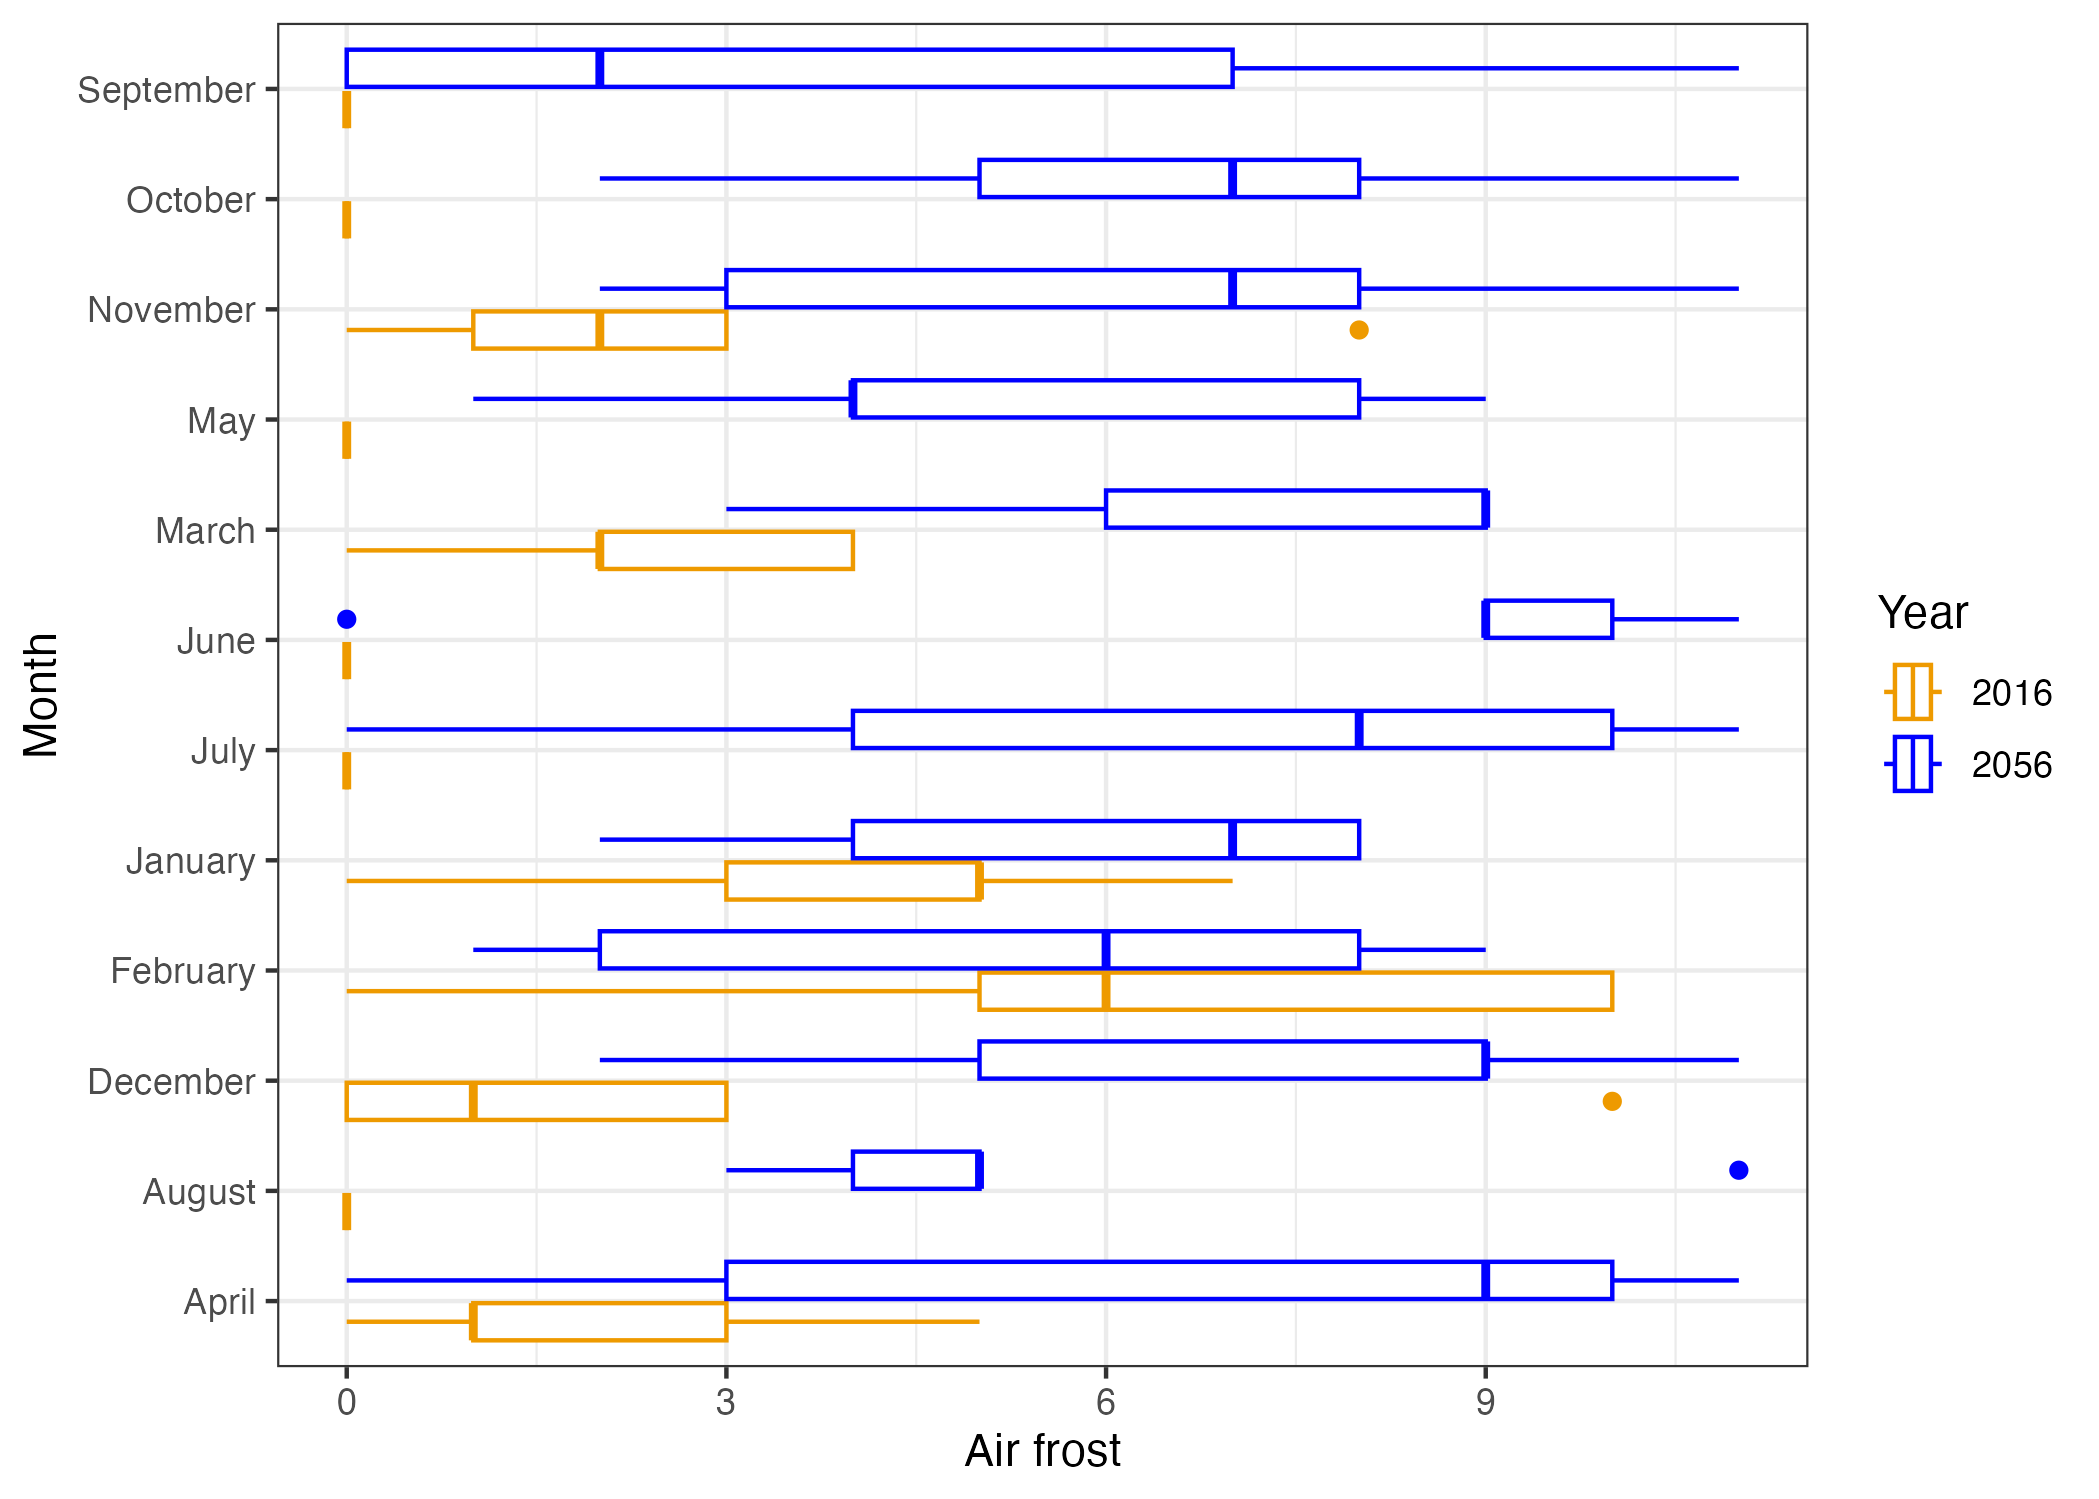 September
October
November
May
March
June
July
January
February
December
August
April
Month
0 3 6 9
Air frost
Year
2016
2056